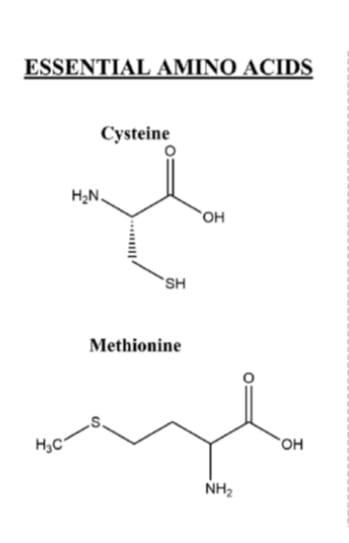 ESSENTIAL AMINO ACIDS
Cysteine
O
H₂N
OH
SH
Methionine
O
S
H₃C
OH
NH₂